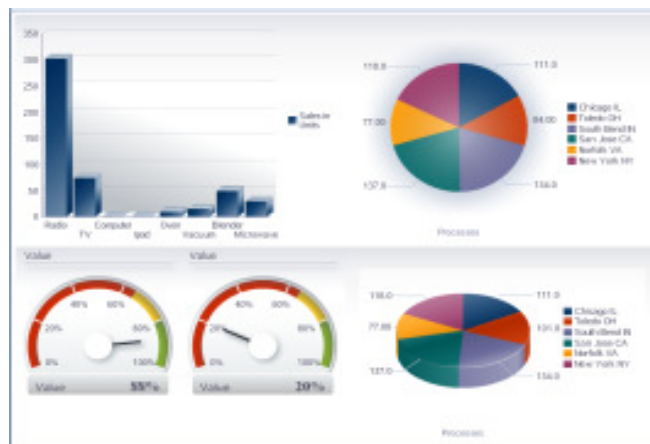 350
300
250
200
150
100
50
0
Radio
TV
Computer
Ipod
Oven
Vacuum
Blender
Microwave
Sales in
Units
118.0
111.0
77.00
94.00
137.0
134.0
Chicago IL
Toledo OH
South Bend IN
San Jose CA
Norfolk VA
New York NY
Processes
Value
0%
20%
40%
60%
80%
100%
Value
Value
0%
20%
40%
60%
80%
100%
Value 20%
118.0
111.0
77.00
137.0
134.0
Chicago IL
Toledo OH
South Bend IN
San Jose CA
Norfolk VA
New York NY
Processes